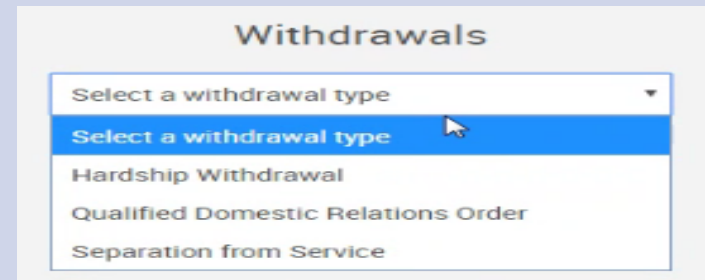 Withdrawals
Select a withdrawal type
Select a withdrawal type
Hardship Withdrawal
Qualified Domestic Relations Order
Separation from Service